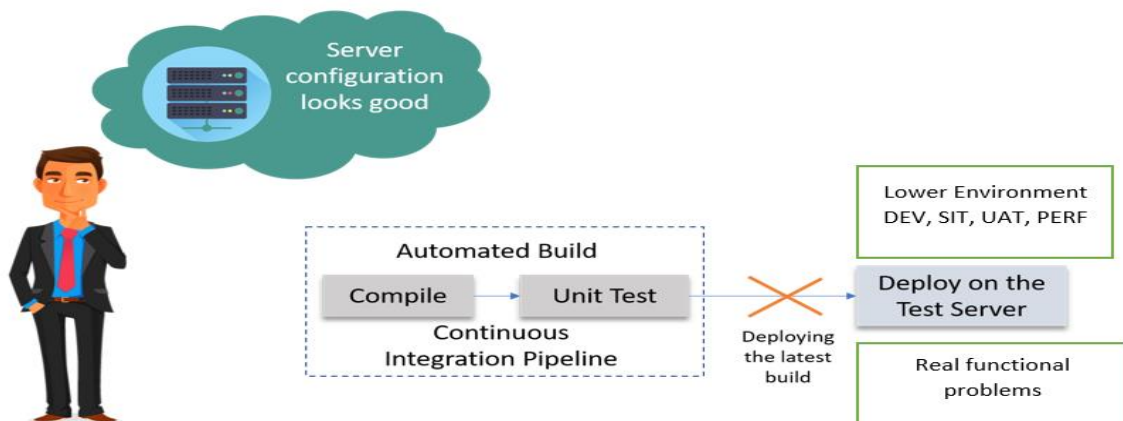 Server
configuration
looks good
Lower Environment
DEV, SIT, UAT, PERF
Automated Build
Compile
Unit Test
Continuous
Integration Pipeline
Deploying
the latest
build
Deploy on the
Test Server
Real functional
problems